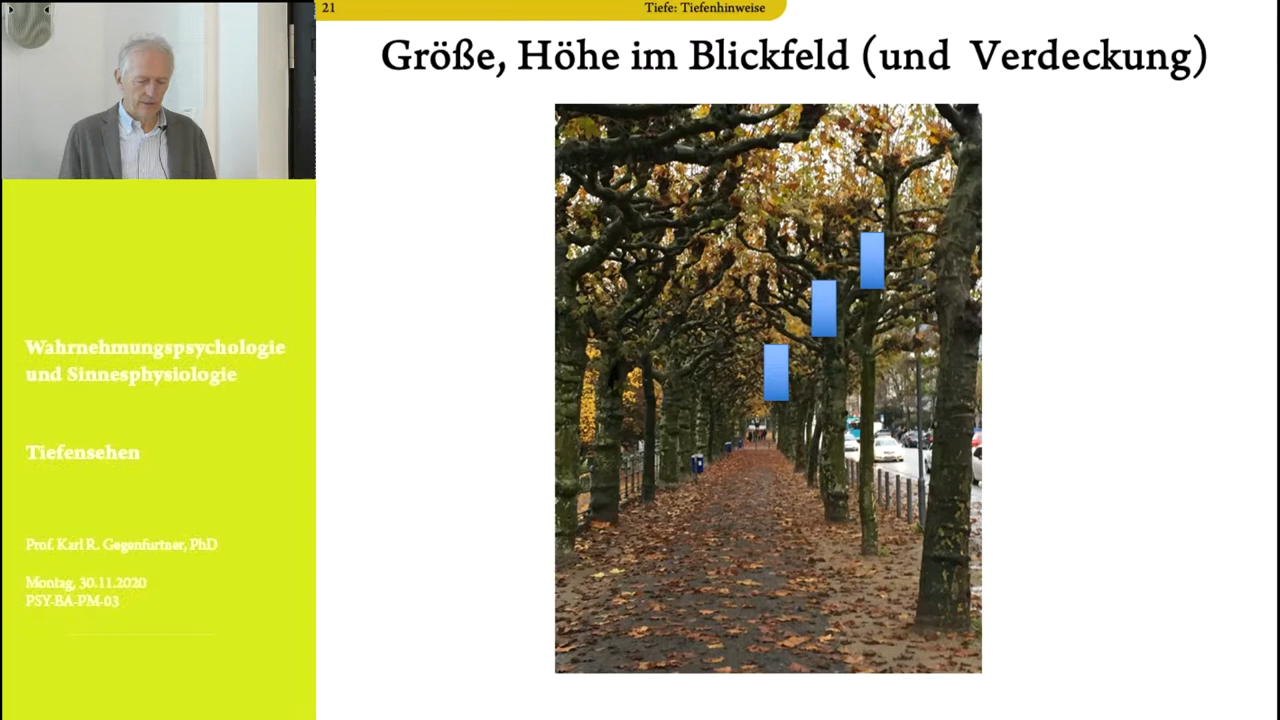 21
Tiefe: Tiefenhinweise
Größe, Höhe im Blickfeld (und Verdeckung)
Wahrnehmungspsychologie
und Sinnesphysiologie
Tiefensehen
Prof. Karl R. Gegenfurtner, PhD
Montag, 30.11.2020
PSY-BA-PM-03